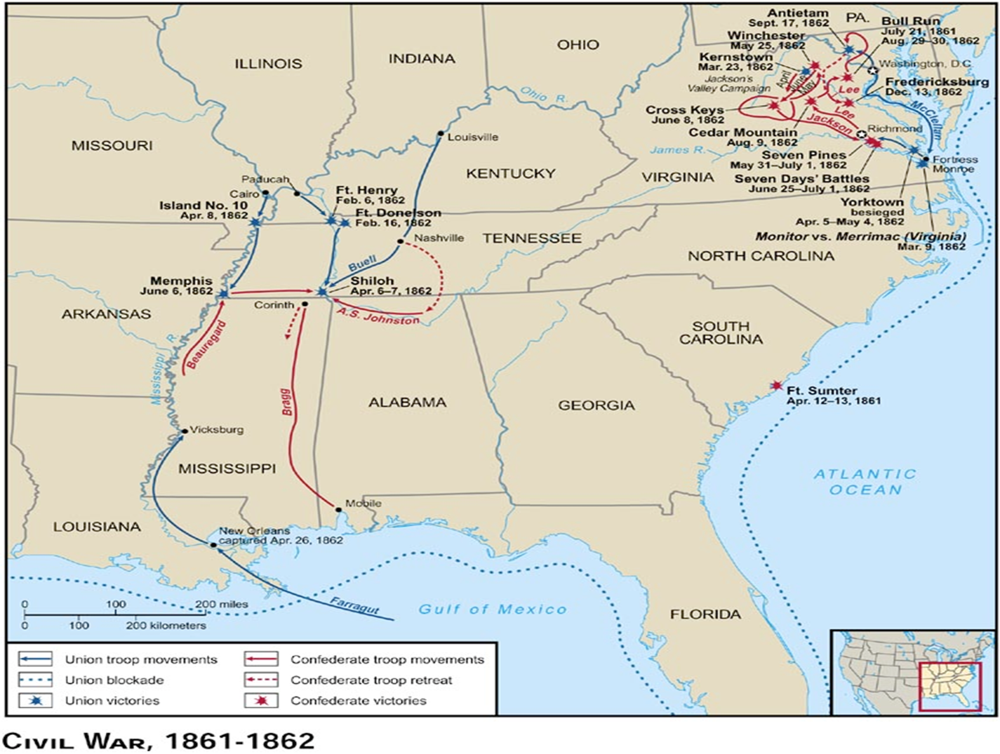 Antietam
Sept. 17, 1862
PA.
Bull Run
July 21, 1861
Aug. 29–30, 1862
Winchester
May 25, 1862
Kernstown
Mar. 23, 1862
Washington, D.C.
OHIO
INDIANA
ILLINOIS
Jackson's
Valley Campaign
April
June
May
Lee
Fredericksburg
Dec. 13, 1862
Ohio R.
McClellan
Cross Keys
June 8, 1862
Lee
Jackson
Richmond
Cedar Mountain
Aug. 9, 1862
Louisville
MISSOURI
James R.
Seven Pines
May 31–July 1, 1862
Fortress
Monroe
KENTUCKY
VIRGINIA
Seven Days' Battles
June 25–July 1, 1862
Paducah
Cairo
Ft. Henry
Feb. 6, 1862
Island No. 10
Apr. 8, 1862
Ft. Donelson
Feb. 16, 1862
Yorktown
besieged
Apr. 5–May 4, 1862
Nashville
TENNESSEE
Monitor vs. Merrimac (Virginia)
Mar. 9, 1862
NORTH CAROLINA
Buell
Memphis
June 6, 1862
Shiloh
Apr. 6–7, 1862
Corinth
A.S. Johnston
ARKANSAS
SOUTH
CAROLINA
Beauregard
Mississippi R.
Bragg
ALABAMA
GEORGIA
Ft. Sumter
Apr. 12–13, 1861
Vicksburg
MISSISSIPPI
ATLANTIC
OCEAN
Mobile
LOUISIANA
New Orleans
captured Apr. 26, 1862
Farragut
Gulf of Mexico
FLORIDA
0 100 200 miles
0 100 200 kilometers
Union troop movements
Confederate troop movements
Union blockade
Confederate troop retreat
Union victories
Confederate victories
CIVIL WAR, 1861-1862